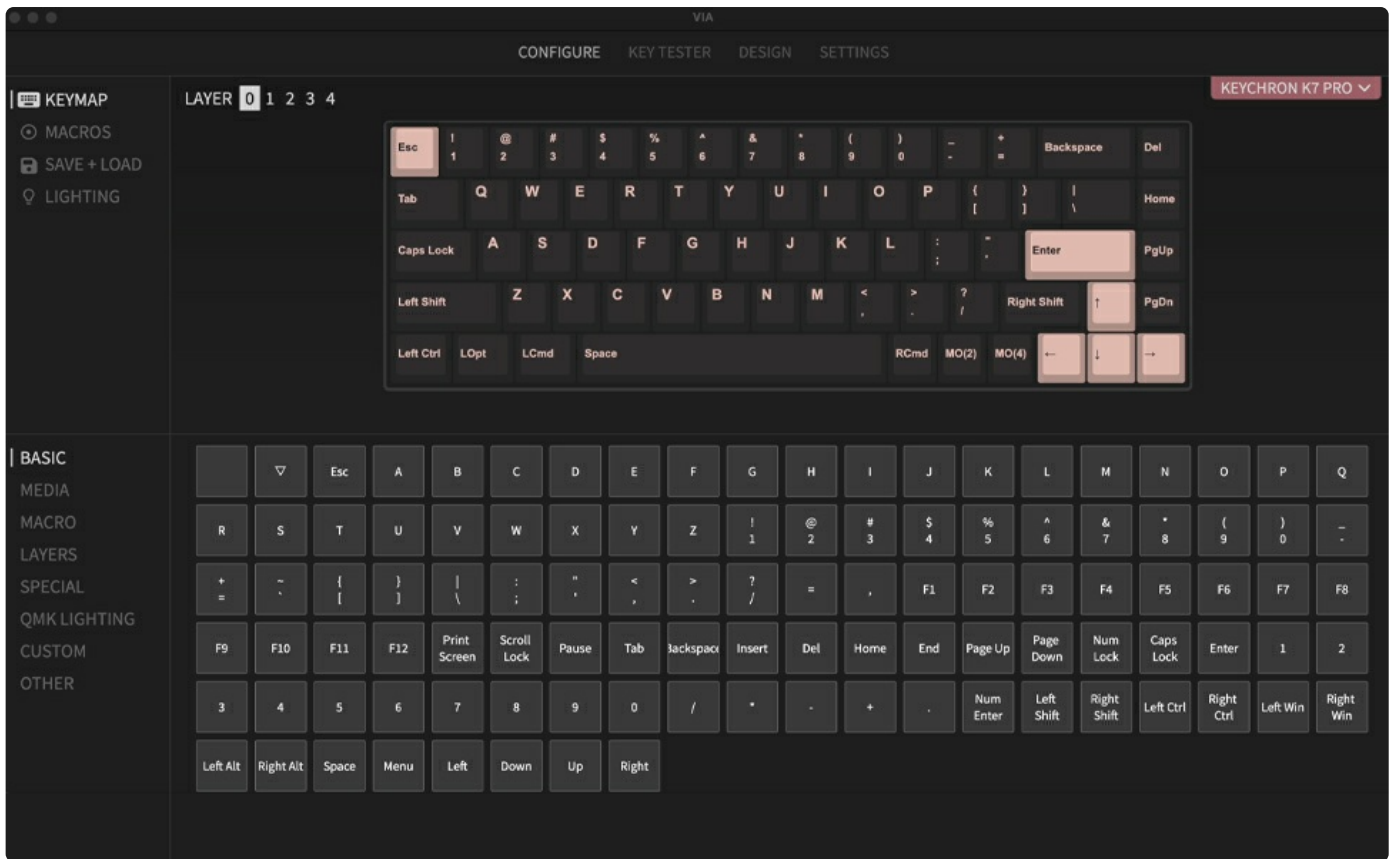 VIA
CONFIGURE KEY TESTER DESIGN SETTINGS
KEYMAP
MACROS
SAVE + LOAD
LIGHTING
LAYER 0 1 2 3 4
KEYCHRON K7 PRO
Esc ! 1 @ 2 # 3 $ 4 % 5 ^ 6 & 7 * 8 ( 9 ) 0 _ - + = Backspace Del
Tab Q W E R T Y U I O P { [ } ] | \ Home
Caps Lock A S D F G H J K L : ; " ' Enter PgUp
Left Shift Z X C V B N M < , > . ? / Right Shift ↑ PgDn
Left Ctrl LOpt LCmd Space RCmd MO(2) MO(4) ← ↓ →
BASIC
MEDIA
MACRO
LAYERS
SPECIAL
QMK LIGHTING
CUSTOM
OTHER
▽ Esc A B C D E F G H I J K L M N O P Q
R S T U V W X Y Z ! 1 @ 2 # 3 $ 4 % 5 ^ 6 & 7 * 8 ( 9 ) 0 _ -
+ = ~ ` { [ } ] | \ : ; " ' < , > . ? / = , F1 F2 F3 F4 F5 F6 F7 F8
F9 F10 F11 F12 Print Screen Scroll Lock Pause Tab Backspace Insert Del Home End Page Up Page Down Num Lock Caps Lock Enter 1 2
3 4 5 6 7 8 9 0 / * - + . Num Enter Left Shift Right Shift Left Ctrl Right Ctrl Left Win Right Win
Left Alt Right Alt Space Menu Left Down Up Right